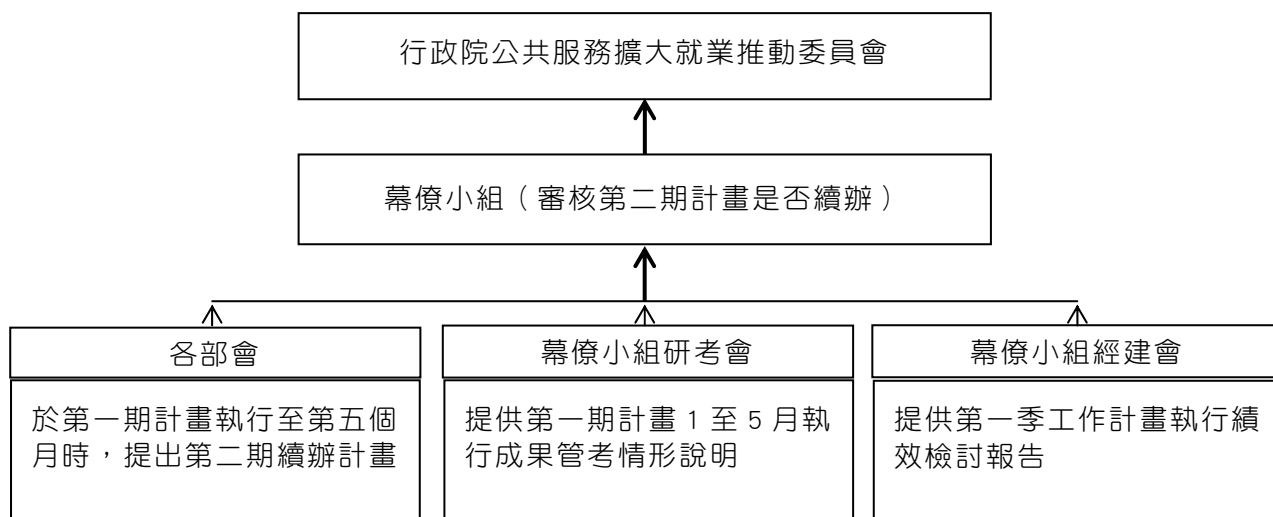 行政院公共服務擴大就業推動委員會
幕僚小組（審核第二期計畫是否續辦）
各部會
於第一期計畫執行至第五個
月時，提出第二期續辦計畫
幕僚小組研考會
提供第一期計畫 1 至 5 月執
行成果管考情形說明
幕僚小組經建會
提供第一季工作計畫執行績
效檢討報告